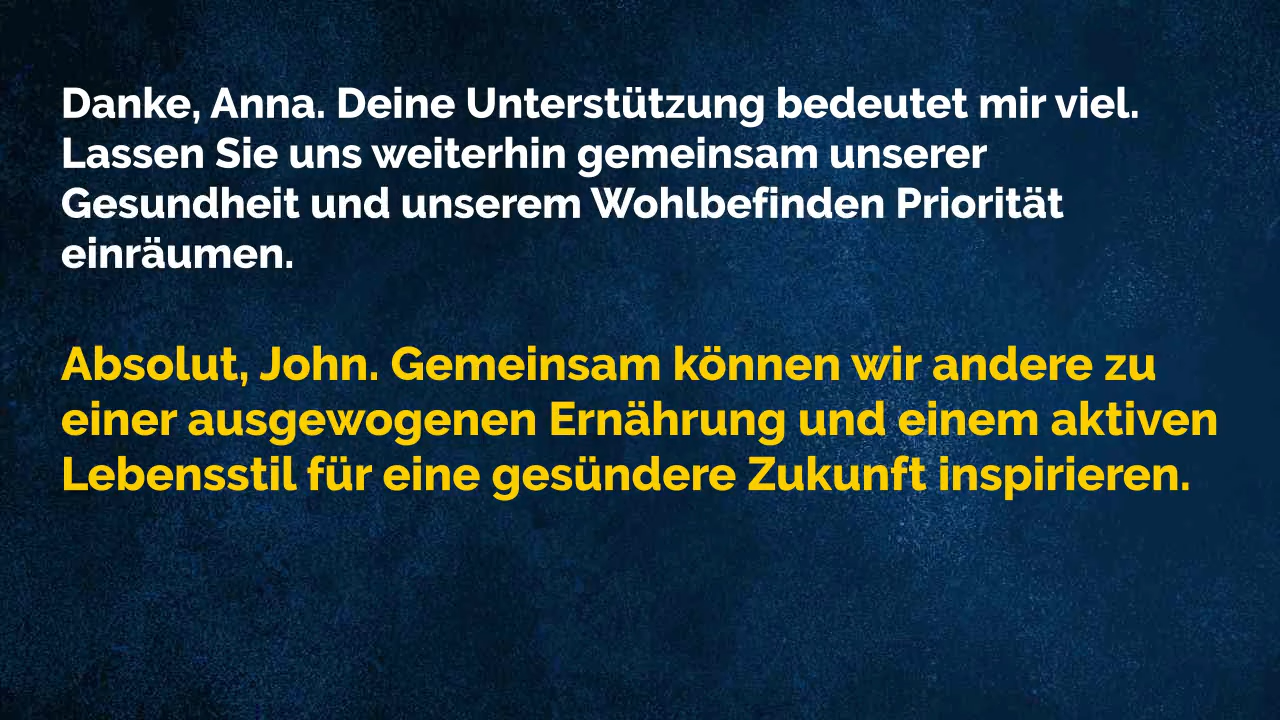 Danke, Anna. Deine Unterstützung bedeutet mir viel.
Lassen Sie uns weiterhin gemeinsam unserer
Gesundheit und unserem Wohlbefinden Priorität
einräumen.
Absolut, John. Gemeinsam können wir andere zu
einer ausgewogenen Ernährung und einem aktiven
Lebensstil für eine gesündere Zukunft inspirieren.